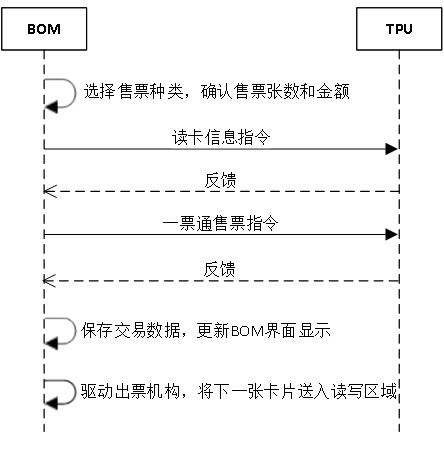 BOM
TPU
选择售票种类，确认售票张数和金额
读卡信息指令
反馈
一票通售票指令
反馈
保存交易数据，更新BOM界面显示
驱动出票机构，将下一张卡片送入读写区域